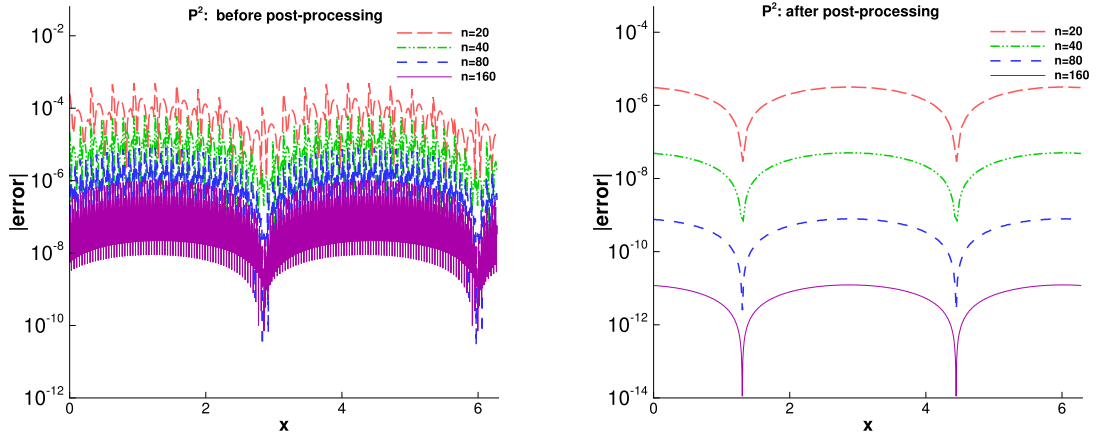 P²: before post-processing
n=20
n=40
n=80
n=160
10⁻²
10⁻⁴
10⁻⁶
10⁻⁸
10⁻¹⁰
10⁻¹²
|error|
0
2
4
6
x
P²: after post-processing
n=20
n=40
n=80
n=160
10⁻⁴
10⁻⁶
10⁻⁸
10⁻¹⁰
10⁻¹²
10⁻¹⁴
|error|
0
2
4
6
x